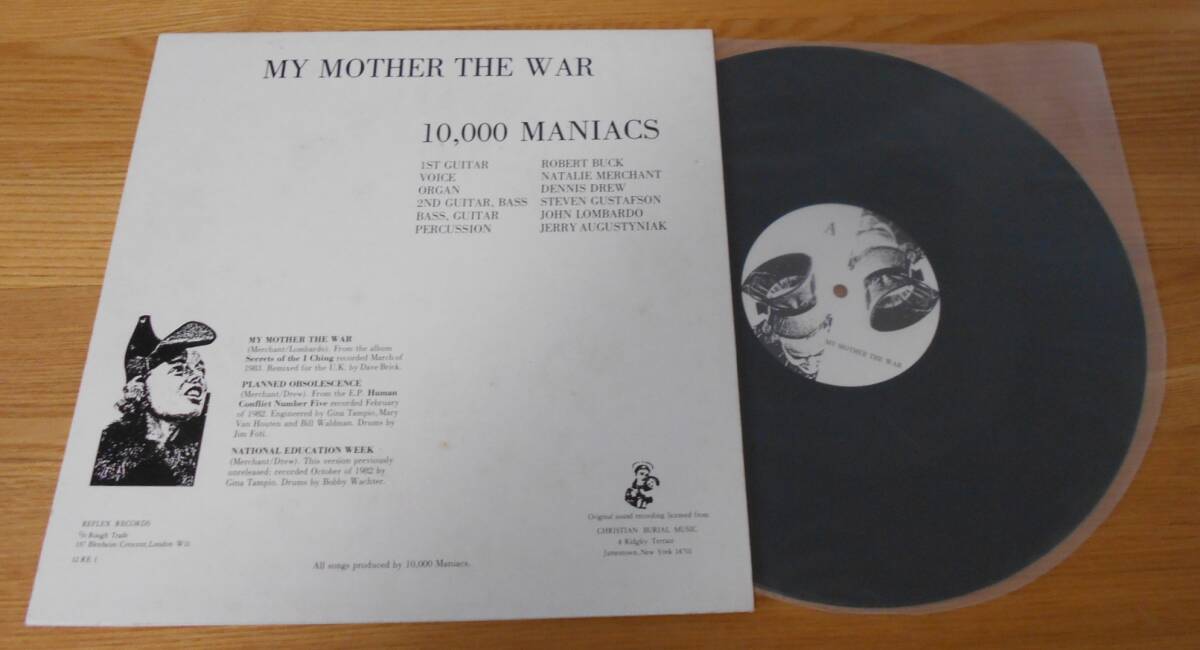 MY MOTHER THE WAR
10,000 MANIACS
1ST GUITAR ROBERT BUCK
VOICE NATALIE MERCHANT
ORGAN DENNIS DREW
2ND GUITAR, BASS STEVEN GUSTAFSON
BASS, GUITAR JOHN LOMBARDO
PERCUSSION JERRY AUGUSTYNIAK
MY MOTHER THE WAR
(Merchant/Lombardo). From the album
Secrets of the I Ching recorded March of
1983. Remixed for the U.K. by Dave Brick.
PLANNED OBSOLESCENCE
(Merchant/Drew). From the E.P. Human
Conflict Number Five recorded February
of 1982. Engineered by Gina Tampio, Mary
Van Houten and Bill Waldman. Drums by
Jim Foti.
NATIONAL EDUCATION WEEK
(Merchant/Drew). This version previously
unreleased; recorded October of 1982 by
Gina Tampio. Drums by Bobby Wachter.
REFLEX RECORDS
c/o Rough Trade
Blenheim Crescent, London W11
12 RE 1
All songs produced by 10,000 Maniacs.
Original sound recording licensed from
CHRISTIAN BURIAL MUSIC
4 Ridgley Terrace
Jamestown, New York 14701
A
MY MOTHER THE WAR